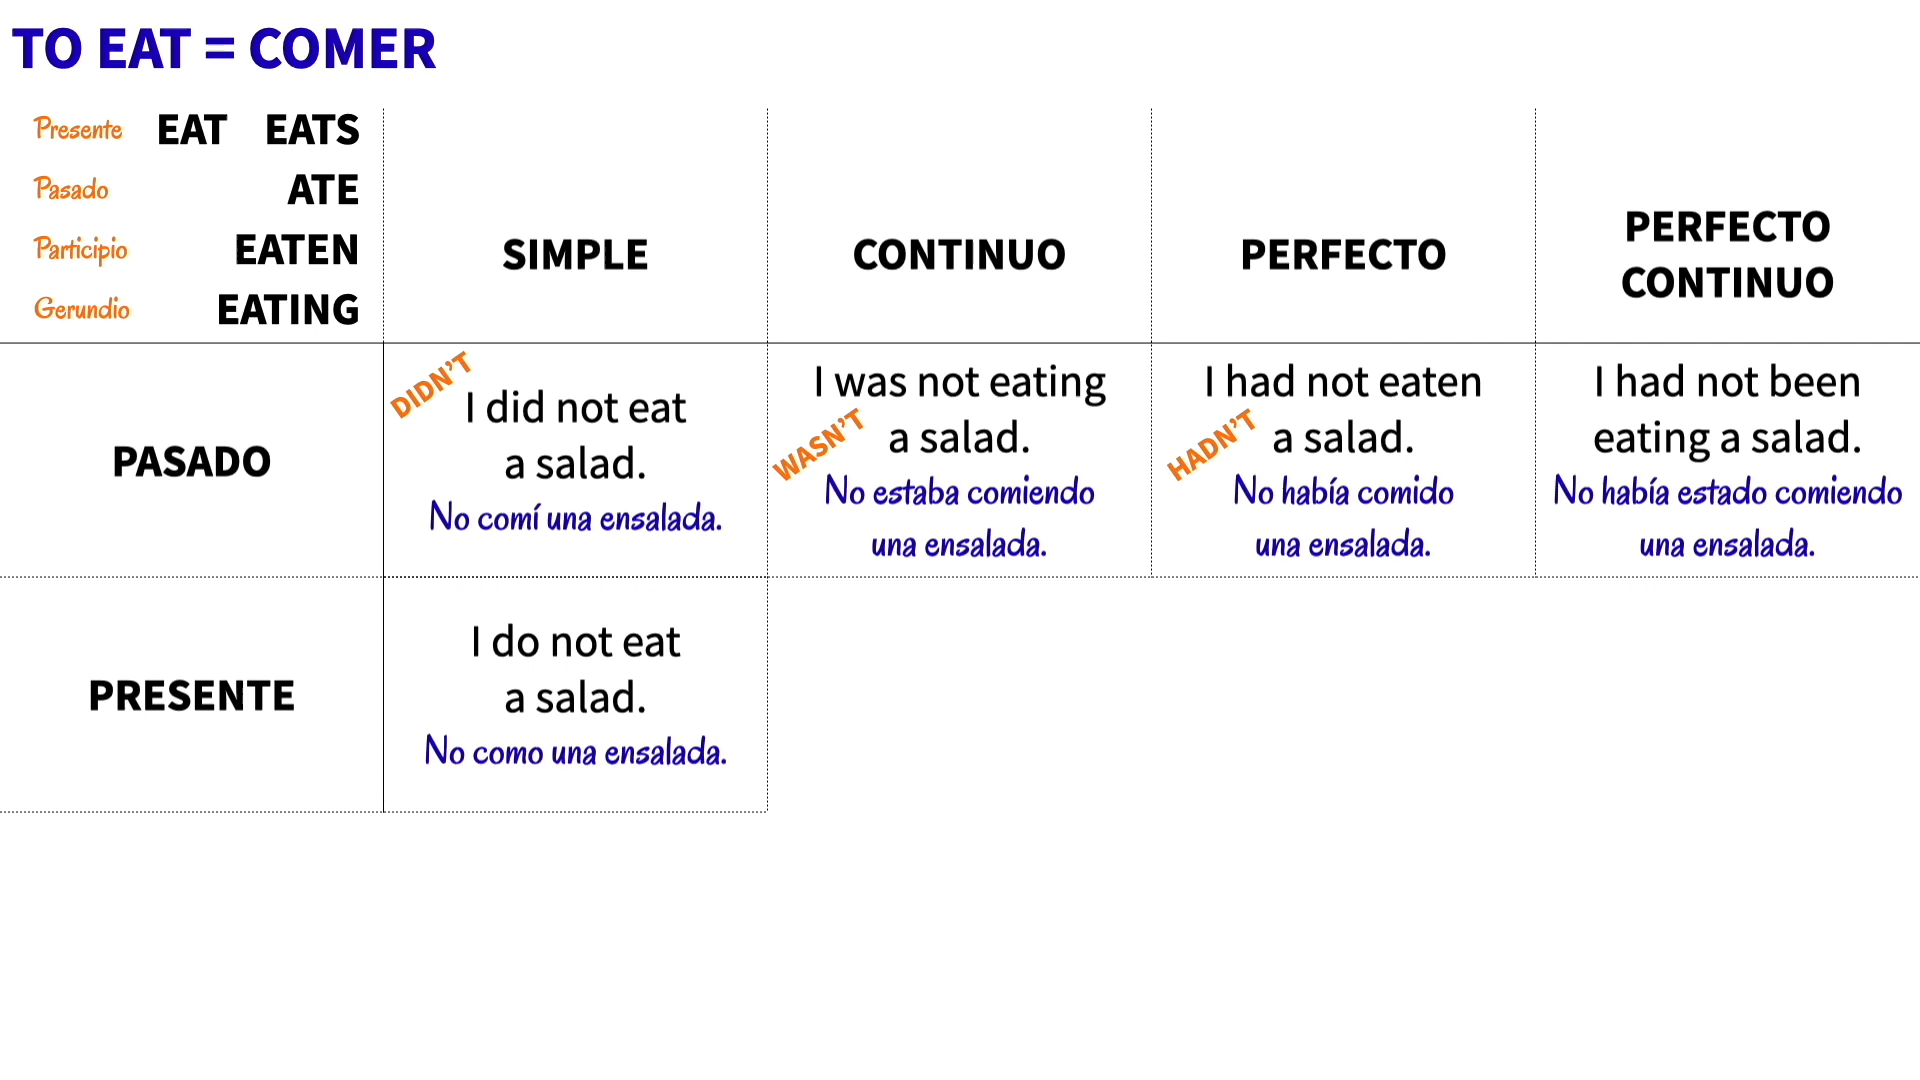 TO EAT = COMER
Presente EAT EATS
Pasado ATE
Participio EATEN
Gerundio EATING
SIMPLE
CONTINUO
PERFECTO
PERFECTO
CONTINUO
PASADO
DIDN'T
I did not eat
a salad.
No comí una ensalada.
I was not eating
WASN'T
a salad.
No estaba comiendo
una ensalada.
I had not eaten
HADN'T
a salad.
No había comido
una ensalada.
I had not been
eating a salad.
No había estado comiendo
una ensalada.
PRESENTE
I do not eat
a salad.
No como una ensalada.